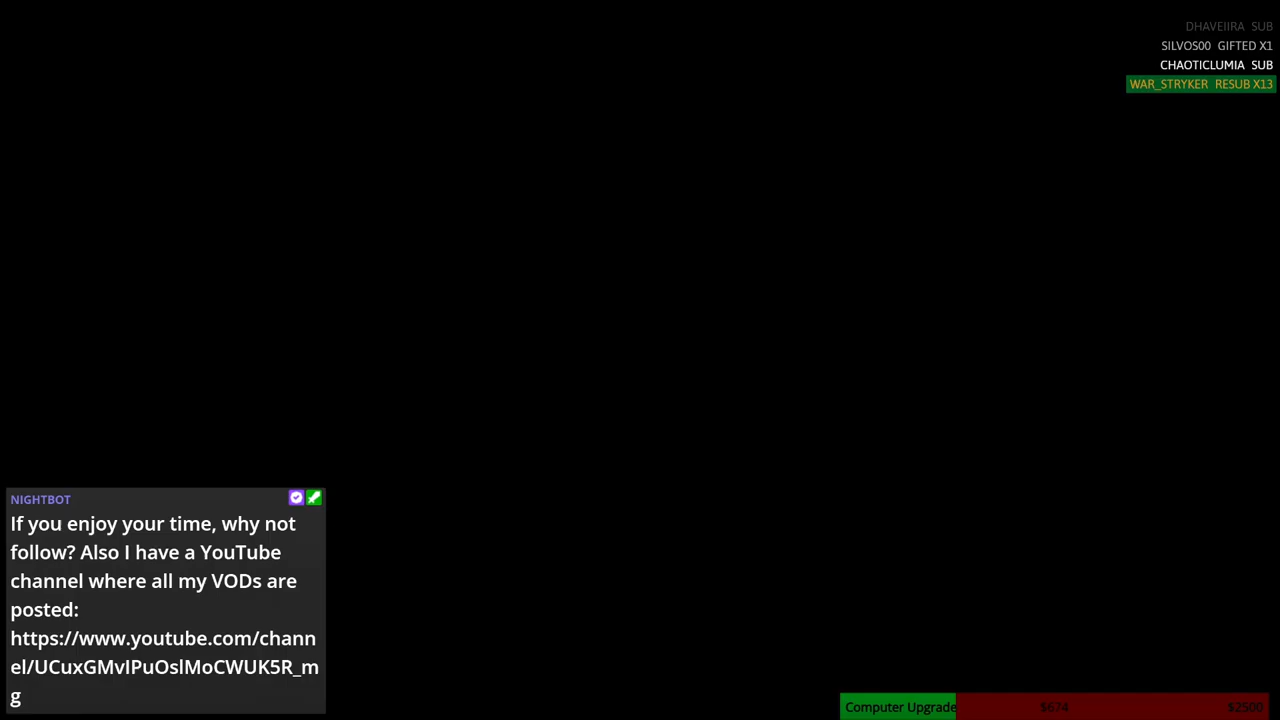 DHAVEIIRA SUB
SILVOS00 GIFTED X1
CHAOTICLUMIA SUB
WAR_STRYKER RESUB X13
NIGHTBOT
If you enjoy your time, why not
follow? Also I have a YouTube
channel where all my VODs are
posted:
https://www.youtube.com/chann
el/UCuxGMvIPuOslMoCWUK5R_m
g
Computer Upgrade $674 $2500